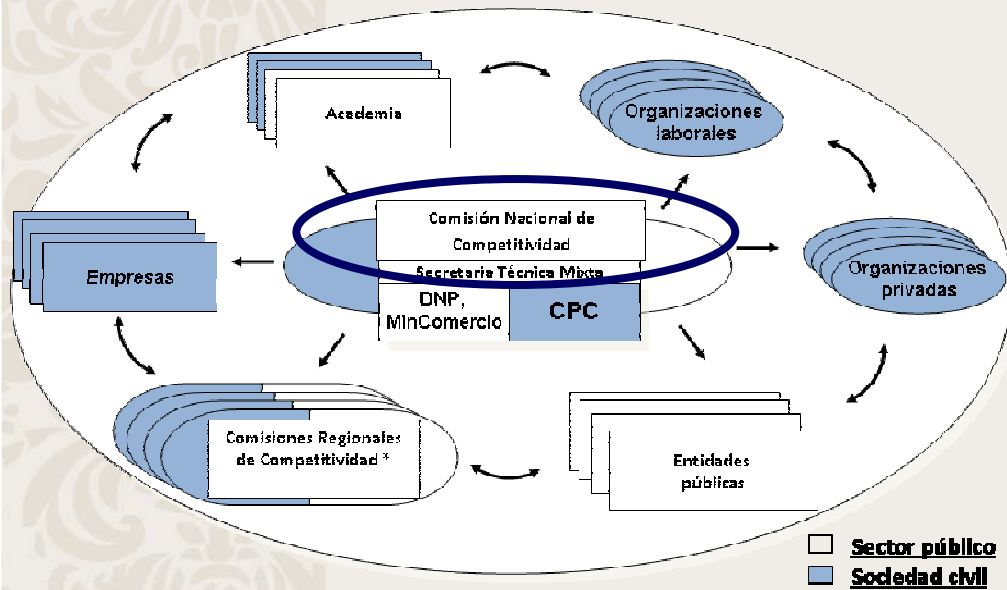 Academia
Organizaciones
laborales
Comisión Nacional de
Competitividad
Empresas
Secretaria Técnica Mixta
Organizaciones
privadas
DNP,
MinComercio
CPC
Comisiones Regionales
de Competitividad *
Entidades
públicas
Sector público
Sociedad civil